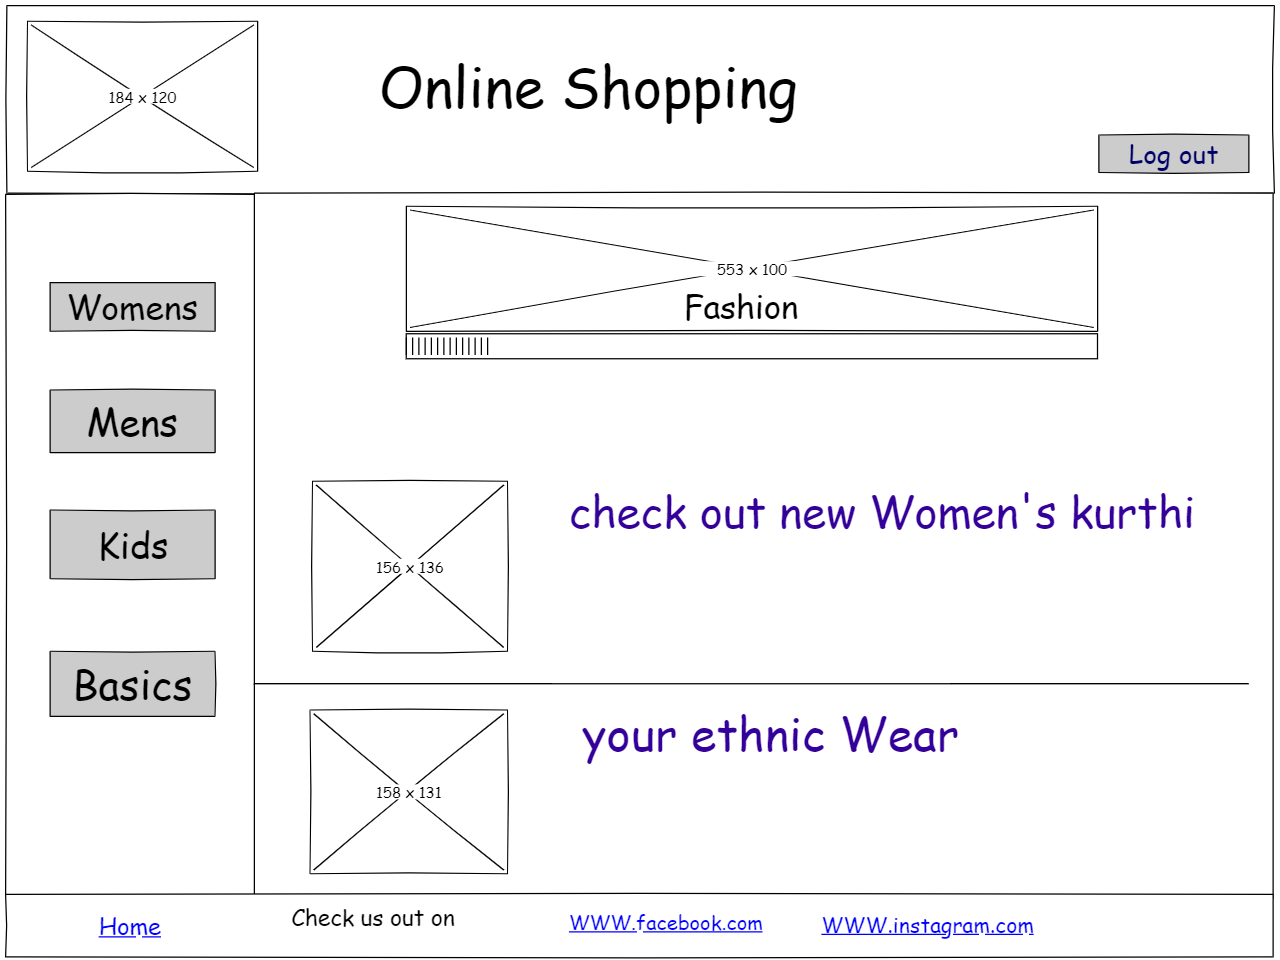 184 x 120
Online Shopping
Log out
553 x 100
Fashion
Womens
Mens
Kids
Basics
156 x 136
check out new Women's kurthi
158 x 131
your ethnic Wear
Home
Check us out on
WWW.facebook.com
WWW.instagram.com